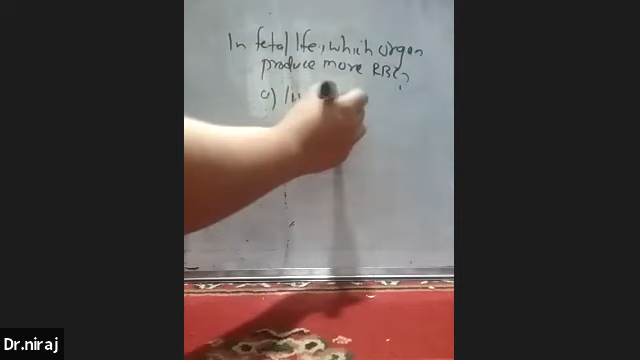 In fetal life, which organ
produce more RBC?
a)
Dr.niraj